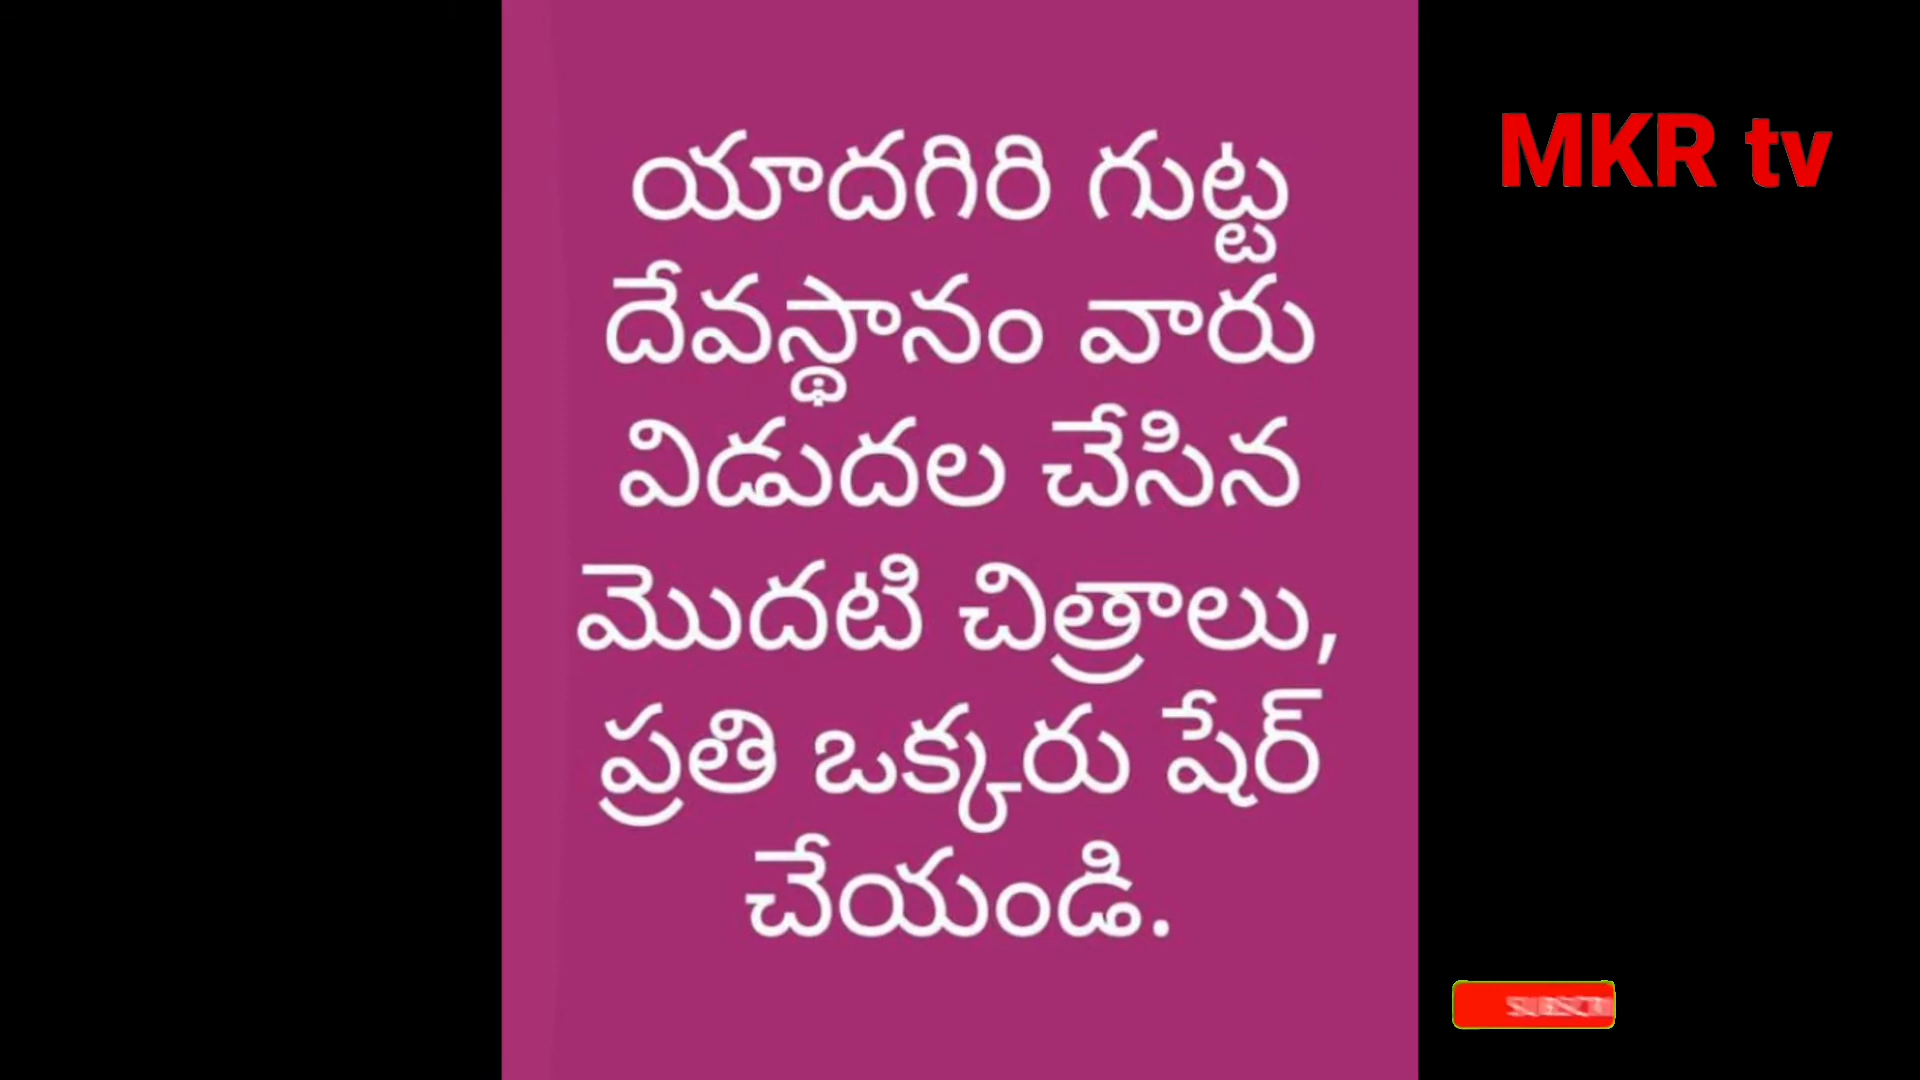 యాదగిరి గుట్ట
దేవస్థానం వారు
విడుదల చేసిన
మొదటి చిత్రాలు,
ప్రతి ఒక్కరు షేర్
చేయండి.
MKR tv